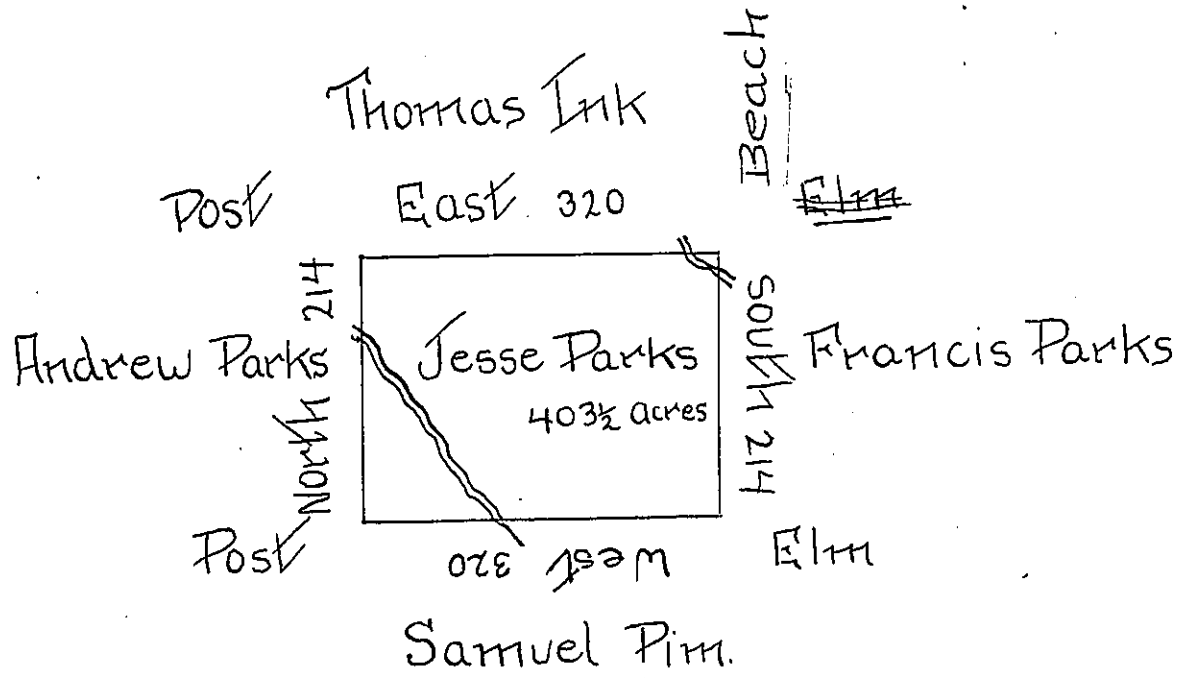 Thomas Ink
Beach
Post
East 320
Elm
North 214
South 214
Andrew Parks
Jesse Parks
Francis Parks
403½ acres
Post
West 320
Elm
Samuel Pim.